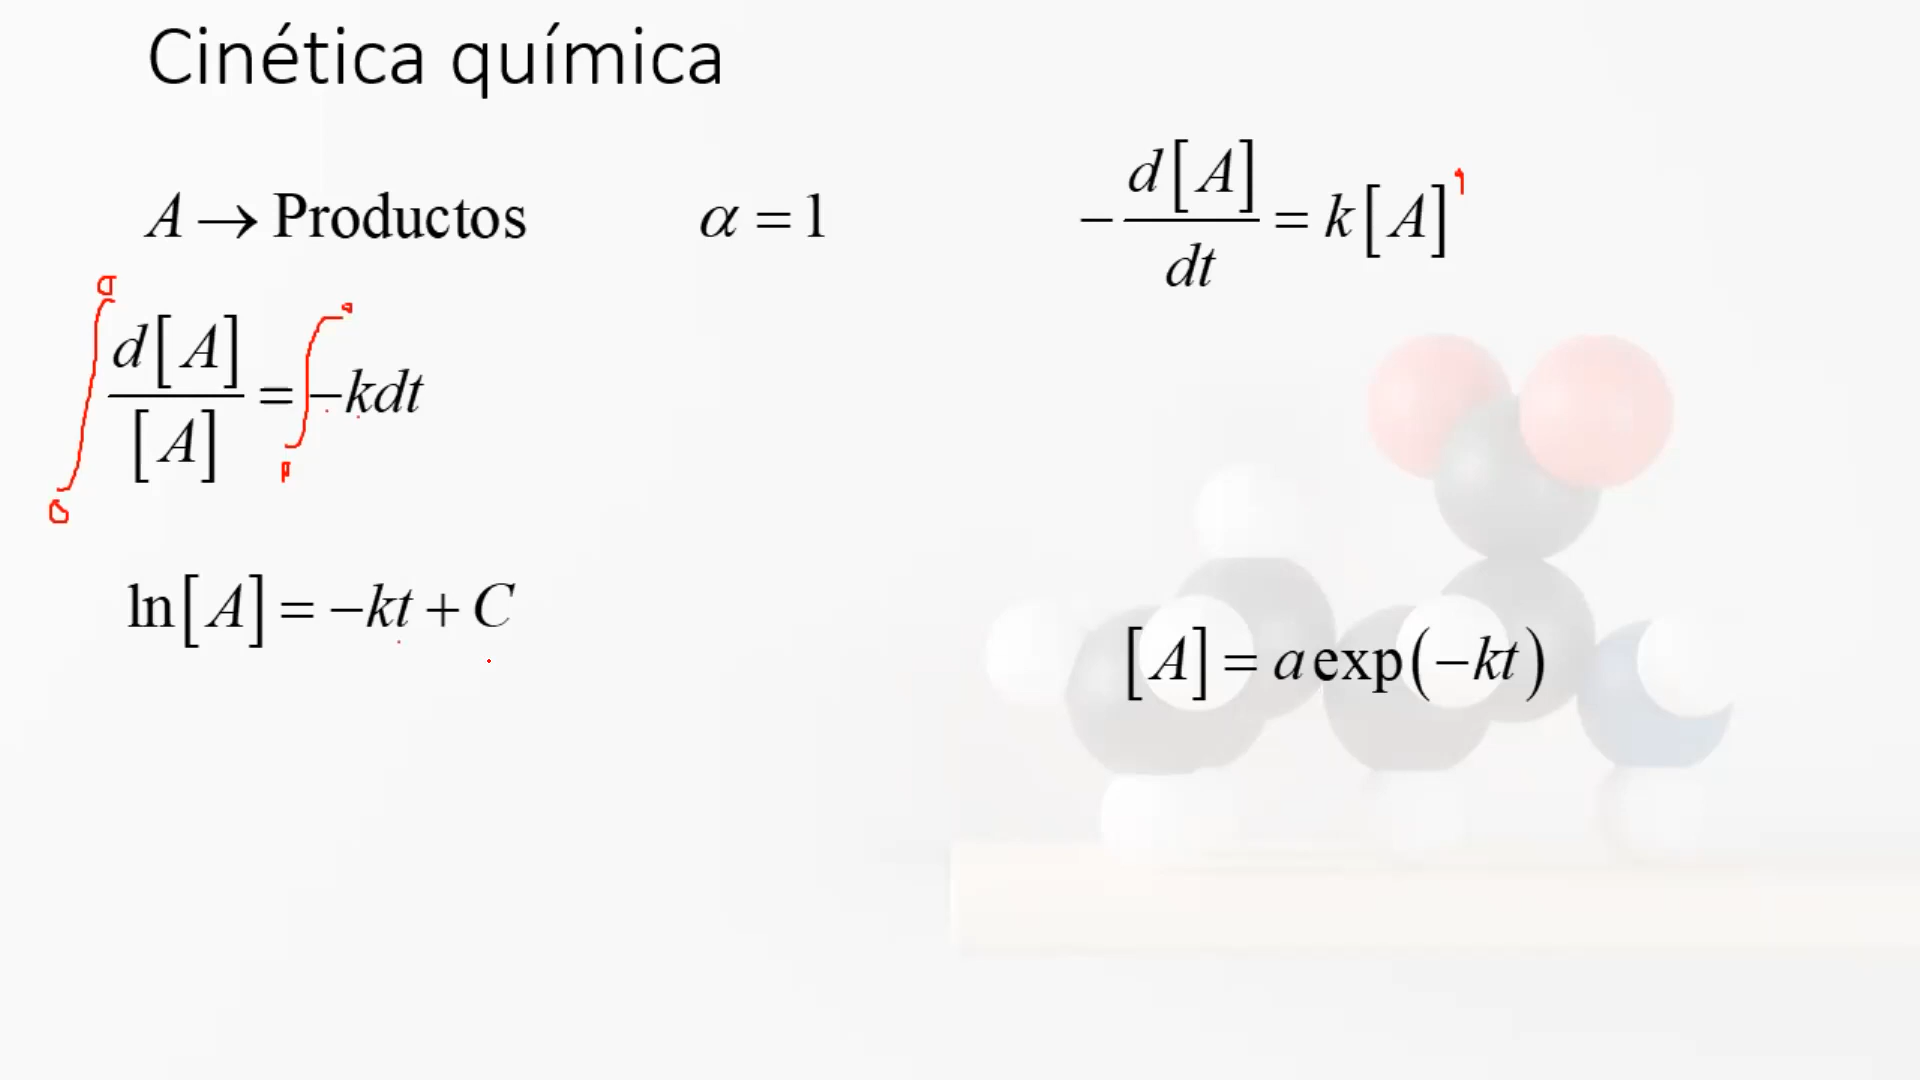 Cinética química
A → Productos α = 1 −d[A]/dt = k[A]¹
∫ d[A]/[A] = ∫ −kdt
ln[A] = −kt + C
[A] = a exp(−kt)